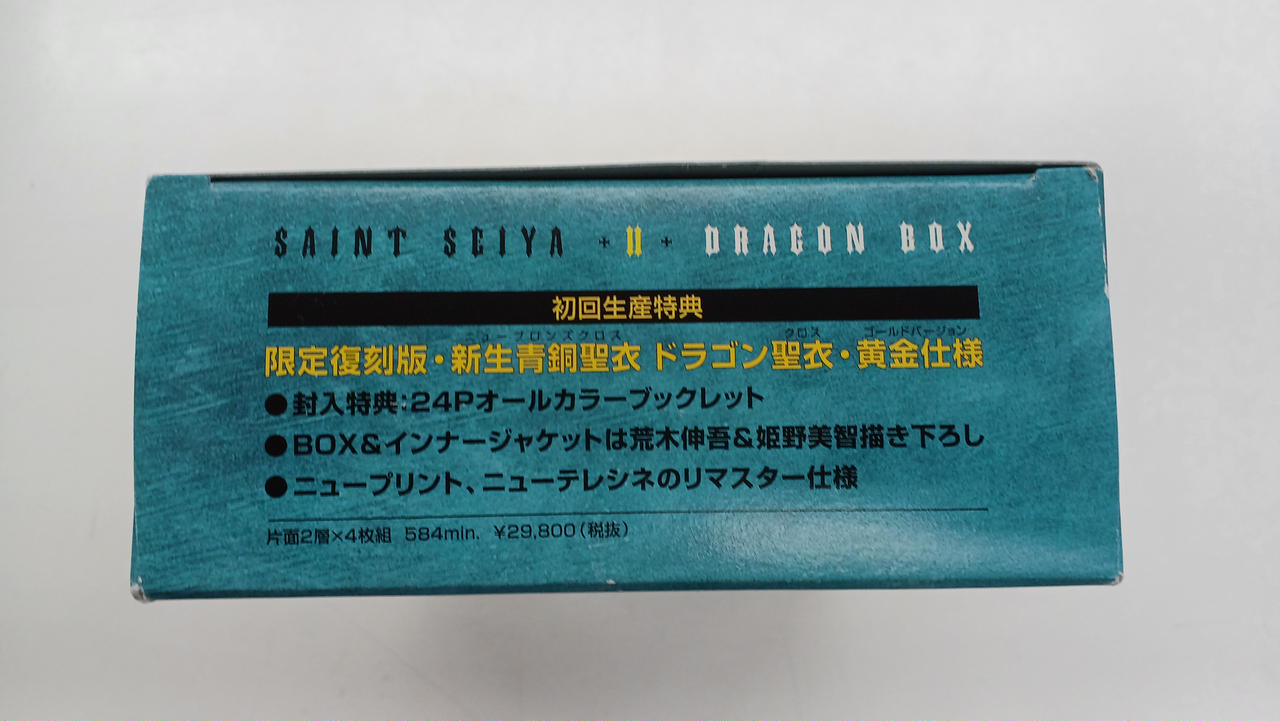 SAINT SEIYA +II+ DRAGON BOX
初回生産特典
ニューブロンズクロス クロス ゴールドバージョン
限定復刻版・新生青銅聖衣 ドラゴン聖衣・黄金仕様
●封入特典:24Pオールカラーブックレット
●BOX&インナージャケットは荒木伸吾&姫野美智描き下ろし
●ニュープリント、ニューテレシネのリマスター仕様
片面2層×4枚組 584min. ¥29,800(税抜)